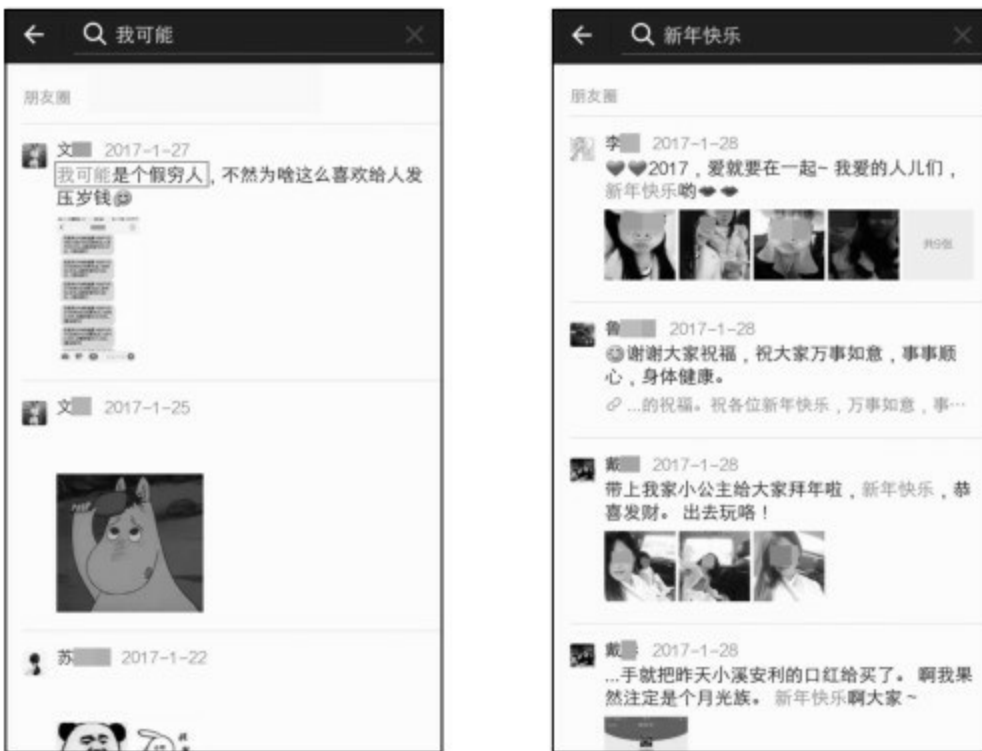 我可能
朋友圈
文 2017-1-27
我可能是个假穷人，不然为啥这么喜欢给人发
压岁钱
文 2017-1-25
苏 2017-1-22
新年快乐
朋友圈
李 2017-1-28
2017，爱就要在一起~ 我爱的人儿们，
新年快乐哟
共9张
鲁 2017-1-28
谢谢大家祝福，祝大家万事如意，事事顺
心，身体健康。
...的祝福。祝各位新年快乐，万事如意，事…
戴 2017-1-28
带上我家小公主给大家拜年啦，新年快乐，恭
喜发财。 出去玩咯！
戴 2017-1-28
...手就把昨天小溪安利的口红给买了。 啊我果
然注定是个月光族。 新年快乐啊大家~